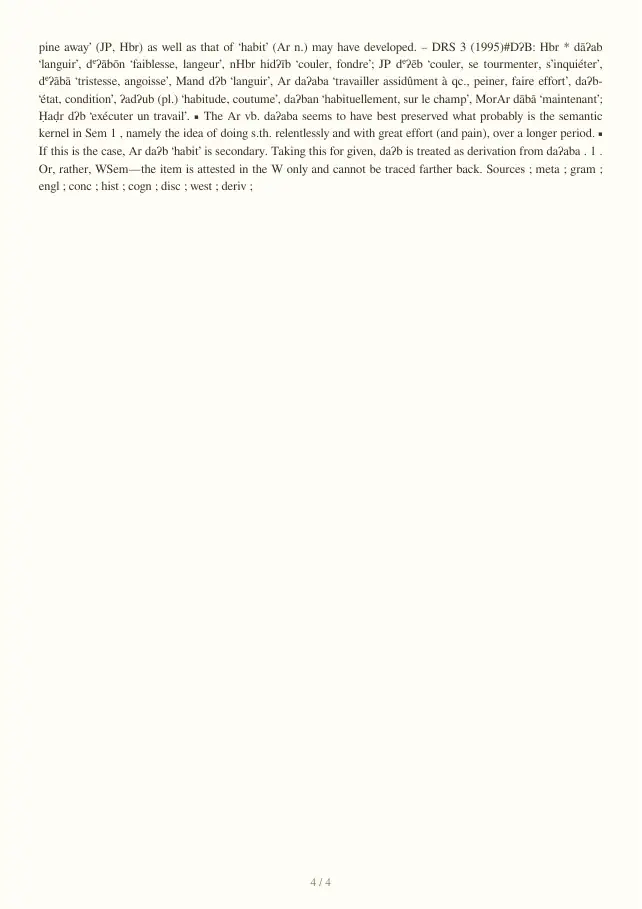 pine away’ (JP, Hbr) as well as that of ‘habit’ (Ar n.) may have developed. – DRS 3 (1995)#DʔB: Hbr * dāʔab
‘languir’, dᵉʔābōn ‘faiblesse, langeur’, nHbr hidʔīb ‘couler, fondre’; JP dᵉʔēb ‘couler, se tourmenter, s’inquiéter’,
dᵉʔābā ‘tristesse, angoisse’, Mand dʔb ‘languir’, Ar daʔaba ‘travailler assidûment à qc., peiner, faire effort’, daʔb-
‘état, condition’, ʔadʔub (pl.) ‘habitude, coutume’, daʔban ‘habituellement, sur le champ’, MorAr dābā ‘maintenant’;
Ḥaḍr dʔb ‘exécuter un travail’. ▪ The Ar vb. daʔaba seems to have best preserved what probably is the semantic
kernel in Sem 1 , namely the idea of doing s.th. relentlessly and with great effort (and pain), over a longer period. ▪
If this is the case, Ar daʔb ‘habit’ is secondary. Taking this for given, daʔb is treated as derivation from daʔaba . 1 .
Or, rather, WSem—the item is attested in the W only and cannot be traced farther back. Sources ; meta ; gram ;
engl ; conc ; hist ; cogn ; disc ; west ; deriv ;
4 / 4